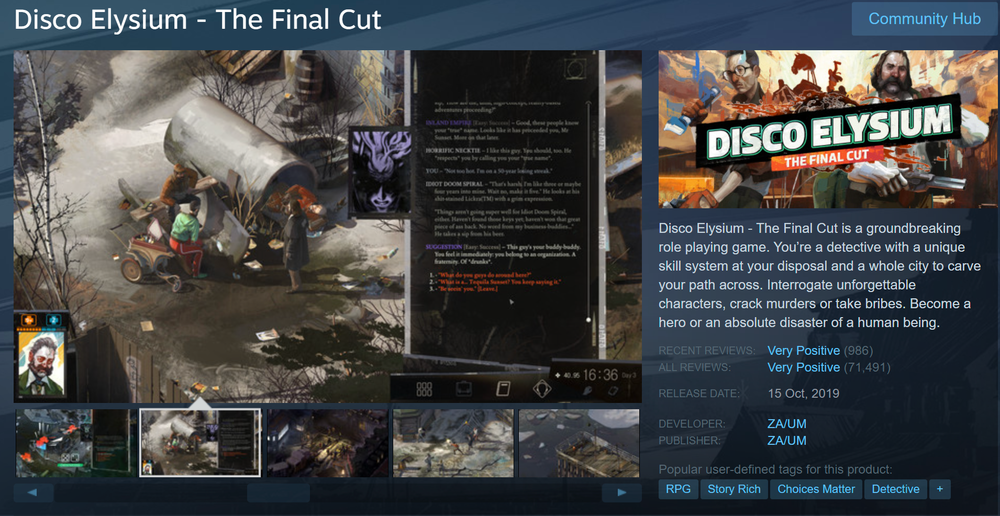 Disco Elysium - The Final Cut
Community Hub
adventures proceeding?"
INLAND EMPIRE [Easy: Success] – Good, these people know
your *true* name. Looks like it has proceeded you, Mr
Sunset. More on that later.
HORRIFIC NECKTIE – I like this guy. You should, too. He
*respects* you by calling you your *true name*.
YOU – "Not too hot. I'm on a 50-year losing streak."
IDIOT DOOM SPIRAL – "That's harsh. I'm like three or maybe
four years into mine. Wait no, make it five." He looks at his
shit-stained Lickra(TM) with a grim expression.
"Things aren't going super well for Idiot Doom Spiral,
either. Haven't found those keys yet; haven't won that great
piece of ass back. No word from my business-buddies..."
He takes a sip from his beer.
SUGGESTION [Easy: Success] – This guy's your buddy-buddy.
You feel it immediately: you belong to an organization. A
fraternity. Of *drunks*.
1. - "What do you guys do around here?"
2. - "What is a... Tequila Sunset? You keep saying it."
3. - "Be seein' you." [Leave.]
40.95 16:36 Day 3
DISCO ELYSIUM
THE FINAL CUT
Disco Elysium - The Final Cut is a groundbreaking
role playing game. You're a detective with a unique
skill system at your disposal and a whole city to carve
your path across. Interrogate unforgettable
characters, crack murders or take bribes. Become a
hero or an absolute disaster of a human being.
RECENT REVIEWS: Very Positive (986)
ALL REVIEWS: Very Positive (71,491)
RELEASE DATE: 15 Oct, 2019
DEVELOPER: ZA/UM
PUBLISHER: ZA/UM
Popular user-defined tags for this product:
RPG Story Rich Choices Matter Detective +